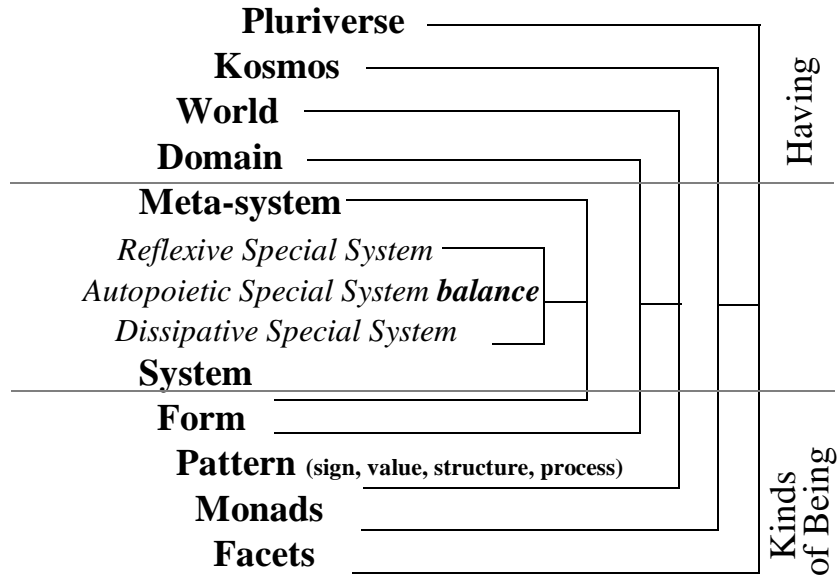 Pluriverse
Kosmos
World
Domain
Having
Meta-system
Reflexive Special System
Autopoietic Special System balance
Dissipative Special System
System
Form
Pattern (sign, value, structure, process)
Monads
Facets
Kinds
of Being